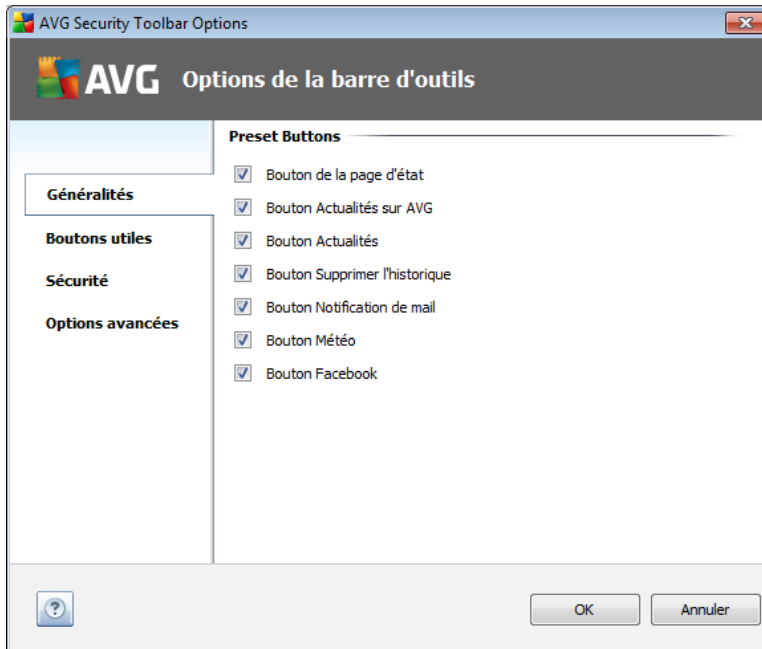 AVG Security Toolbar Options
AVG Options de la barre d'outils
Généralités
Boutons utiles
Sécurité
Options avancées
Preset Buttons
Bouton de la page d'état
Bouton Actualités sur AVG
Bouton Actualités
Bouton Supprimer l'historique
Bouton Notification de mail
Bouton Météo
Bouton Facebook
?
OK
Annuler